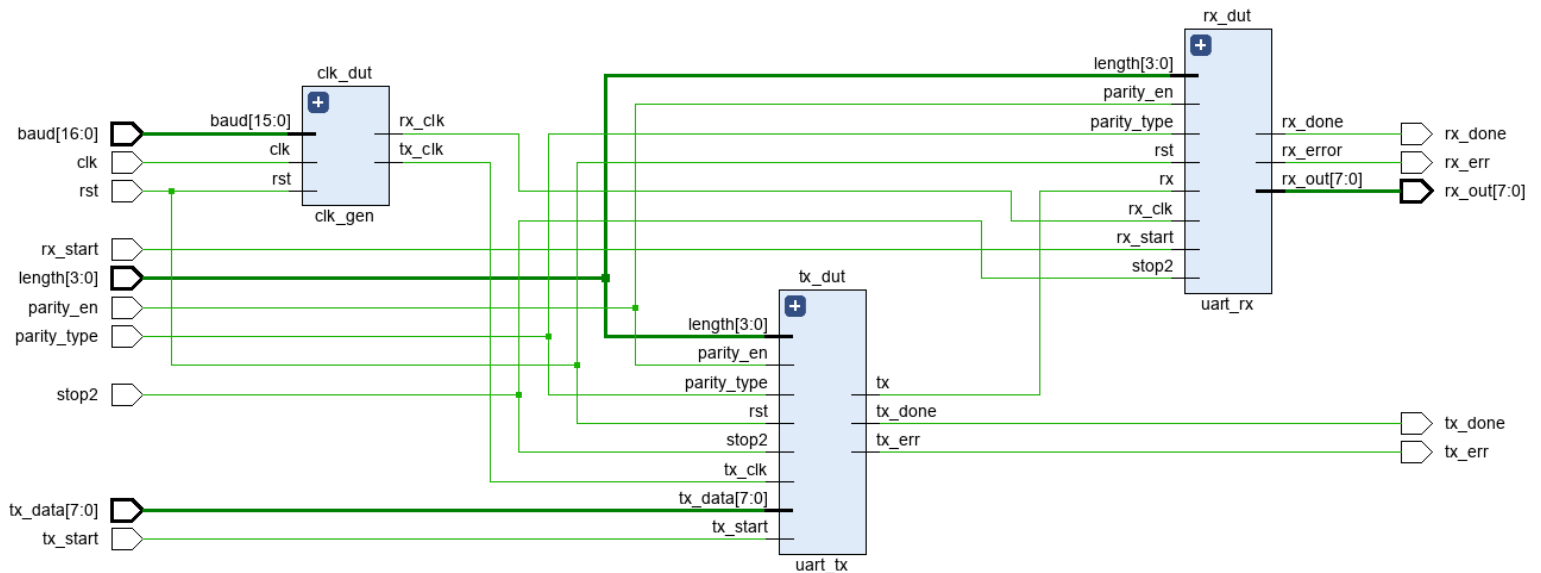 baud[16:0]
clk
rst
rx_start
length[3:0]
parity_en
parity_type
stop2
tx_data[7:0]
tx_start
clk_dut
baud[15:0]
clk
rst
rx_clk
tx_clk
clk_gen
tx_dut
length[3:0]
parity_en
parity_type
rst
stop2
tx_clk
tx_data[7:0]
tx_start
tx
tx_done
tx_err
uart_tx
rx_dut
length[3:0]
parity_en
parity_type
rst
rx
rx_clk
rx_start
stop2
rx_done
rx_error
rx_out[7:0]
uart_rx
rx_done
rx_err
rx_out[7:0]
tx_done
tx_err